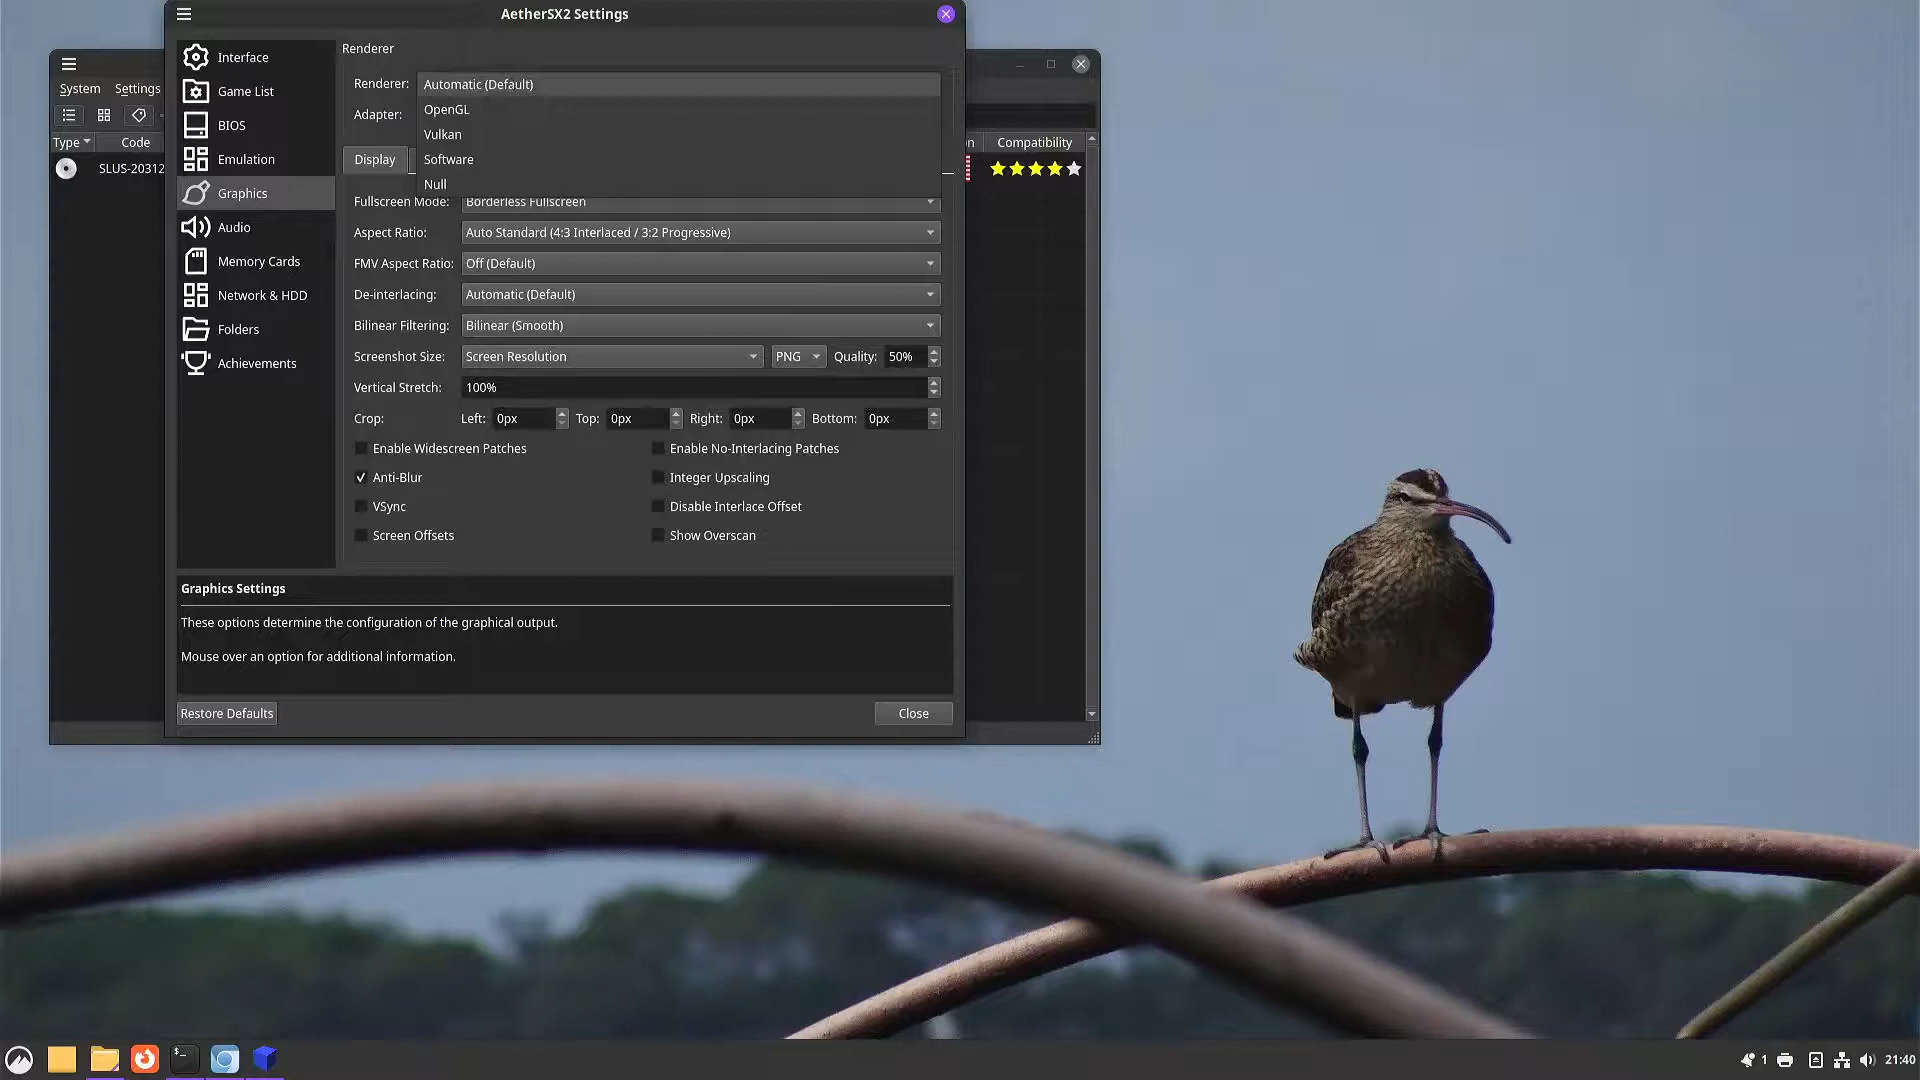 AetherSX2 Settings
Interface
Game List
BIOS
Emulation
Graphics
Audio
Memory Cards
Network & HDD
Folders
Achievements
System Settings
Type Code
SLUS-20312
Compatibility
Renderer
Renderer: Automatic (Default)
OpenGL
Adapter:
Vulkan
Display Software
Null
Fullscreen Mode: Borderless Fullscreen
Aspect Ratio: Auto Standard (4:3 Interlaced / 3:2 Progressive)
FMV Aspect Ratio: Off (Default)
De-interlacing: Automatic (Default)
Bilinear Filtering: Bilinear (Smooth)
Screenshot Size: Screen Resolution PNG Quality: 50%
Vertical Stretch: 100%
Crop: Left: 0px Top: 0px Right: 0px Bottom: 0px
Enable Widescreen Patches Enable No-Interlacing Patches
Anti-Blur Integer Upscaling
VSync Disable Interlace Offset
Screen Offsets Show Overscan
Graphics Settings
These options determine the configuration of the graphical output.
Mouse over an option for additional information.
Restore Defaults Close
1 21:40